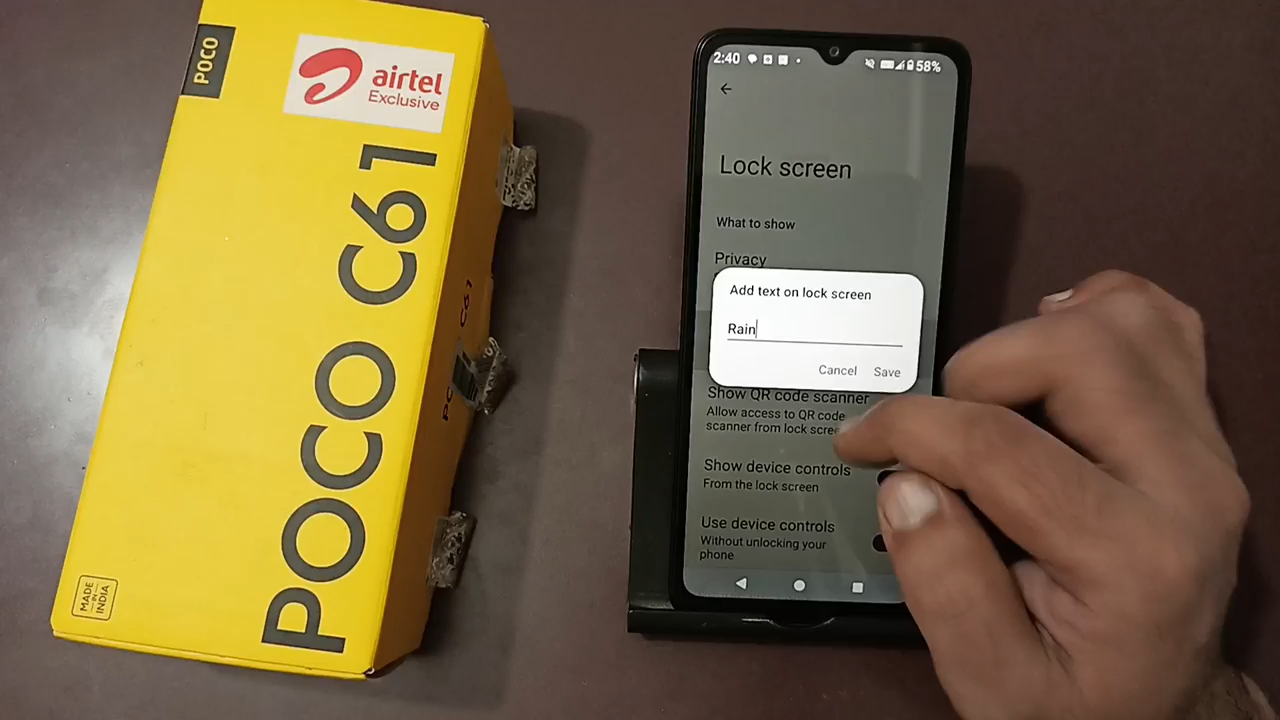 POCO
airtel
Exclusive
POCO C61
MADE
IN
INDIA
C61
2:40
58%
Lock screen
What to show
Privacy
Add text on lock screen
Rain
Cancel
Save
Show QR code scanner
Allow access to QR code
scanner from lock scree
Show device controls
From the lock screen
Use device controls
Without unlocking your
phone